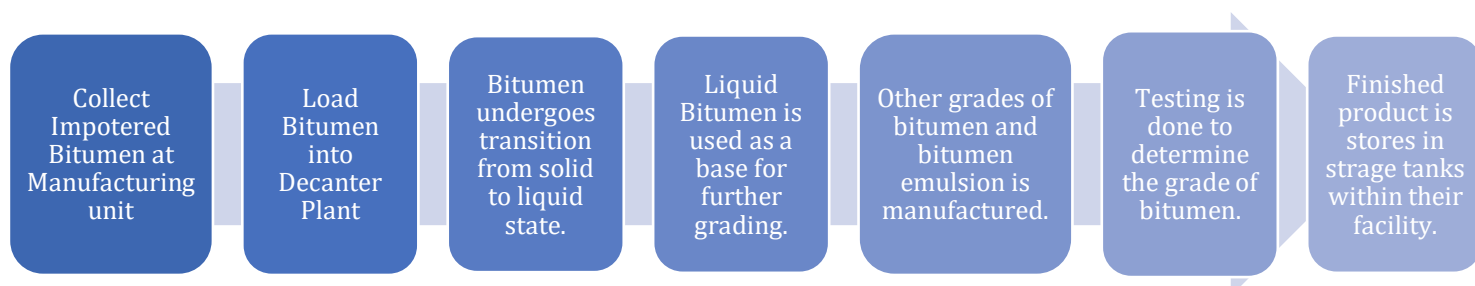 Collect
Impotered
Bitumen at
Manufacturing
unit
Load
Bitumen
into
Decanter
Plant
Bitumen
undergoes
transition
from solid
to liquid
state.
Liquid
Bitumen is
used as a
base for
further
grading.
Other grades of
bitumen and
bitumen
emulsion is
manufactured.
Testing is
done to
determine
the grade of
bitumen.
Finished
product is
stores in
strage tanks
within their
facility.